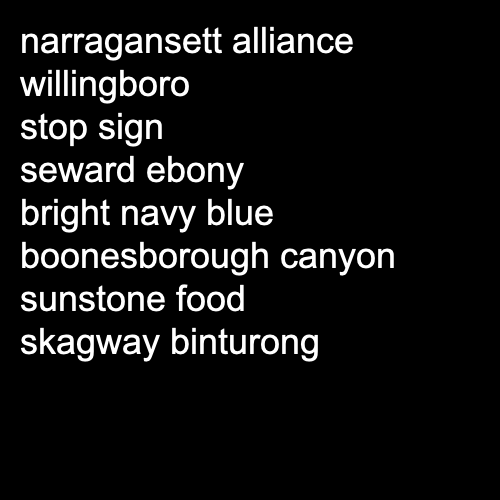 narragansett alliance
willingboro
stop sign
seward ebony
bright navy blue
boonesborough canyon
sunstone food
skagway binturong